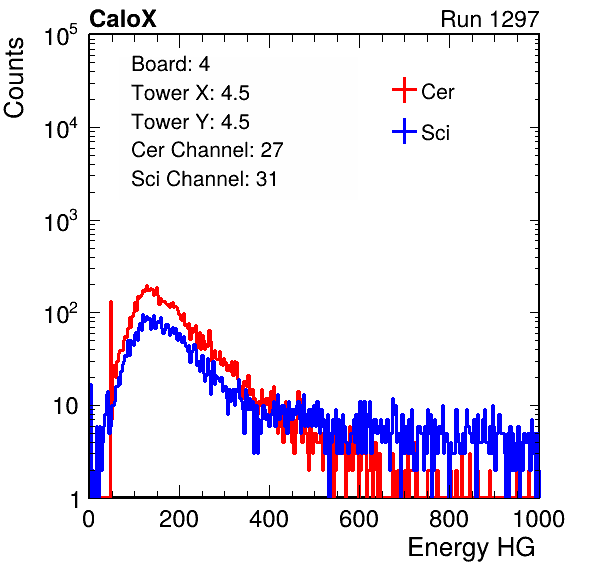 CaloX Run 1297
Counts
10^5
10^4
10^3
10^2
10
1
Board: 4
Tower X: 4.5
Tower Y: 4.5
Cer Channel: 27
Sci Channel: 31
Cer
Sci
0 200 400 600 800 1000
Energy HG